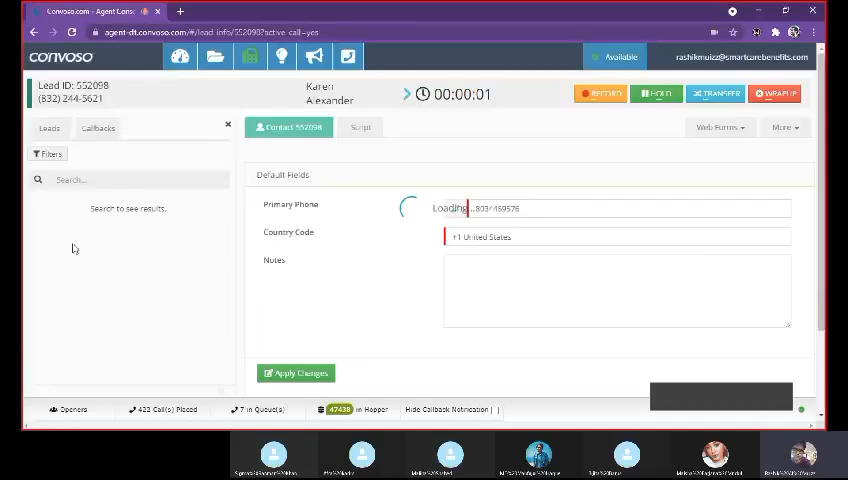 Convoso.com - Agent Conso
agent-dt.convoso.com/#/lead-info/552098?active-call=yes
CONVOSO
Available
rashikmuizz@smartcarebenefits.com
Lead ID: 552098
(832) 244-5621
Karen
Alexander
00:00:01
RECORD
HOLD
TRANSFER
WRAPUP
Leads
Callbacks
Contact 552098
Script
Web Forms
More
Filters
Search...
Search to see results.
Default Fields
Primary Phone
Loading...
8034459576
Country Code
+1 United States
Notes
Apply Changes
Openers
422 Call(s) Placed
7 in Queue(s)
47438 in Hopper
Hide Callback Notification